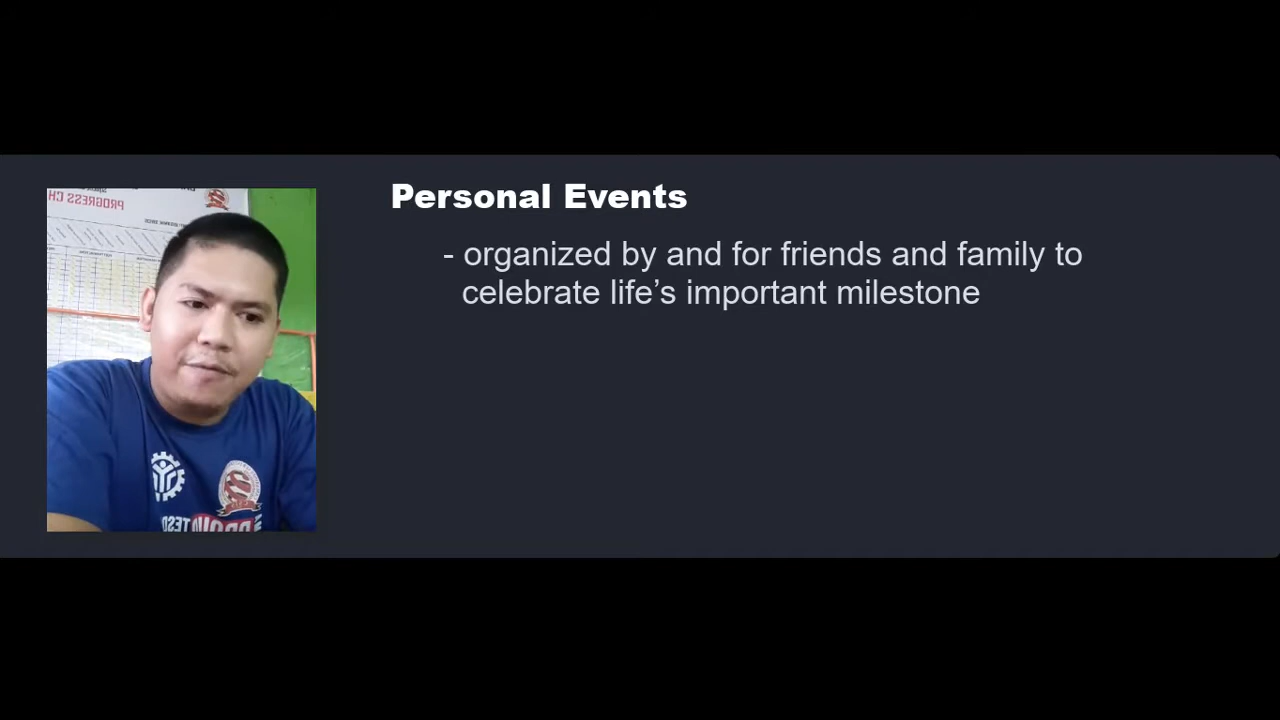 Personal Events
- organized by and for friends and family to
celebrate life’s important milestone
PROGRESS CH